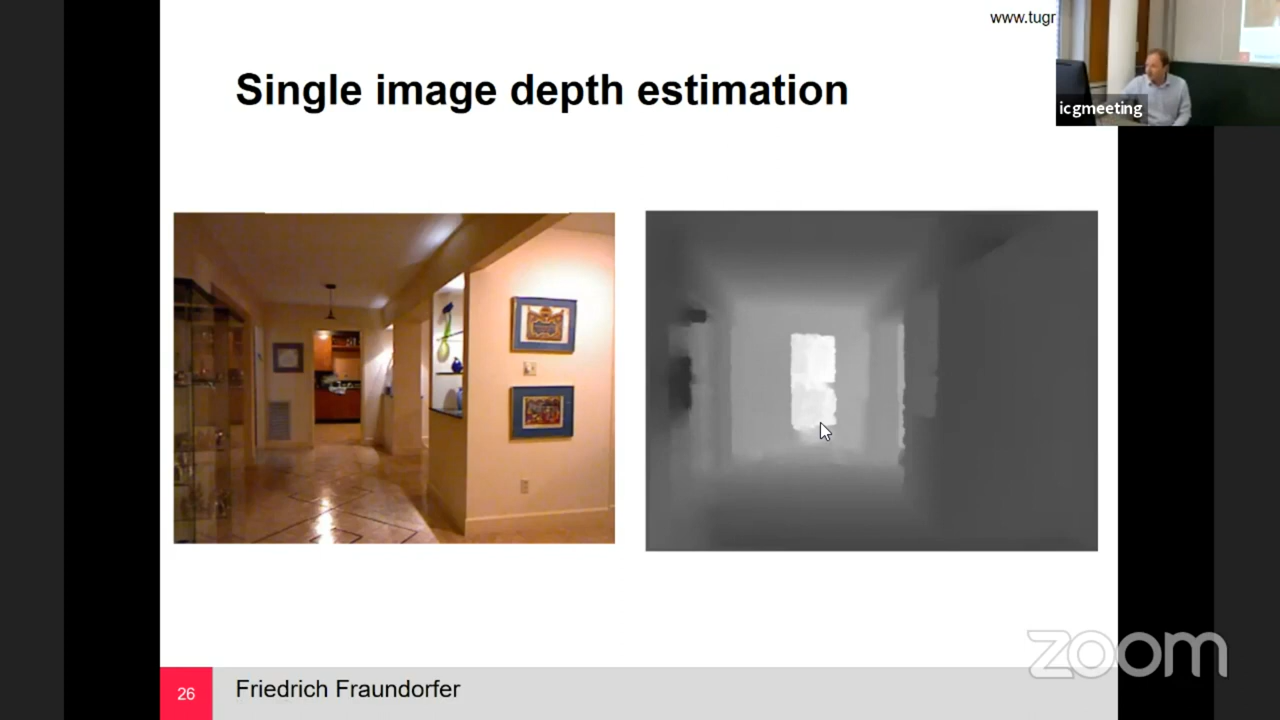 www.tugr
Single image depth estimation
icgmeeting
26
Friedrich Fraundorfer
zoom